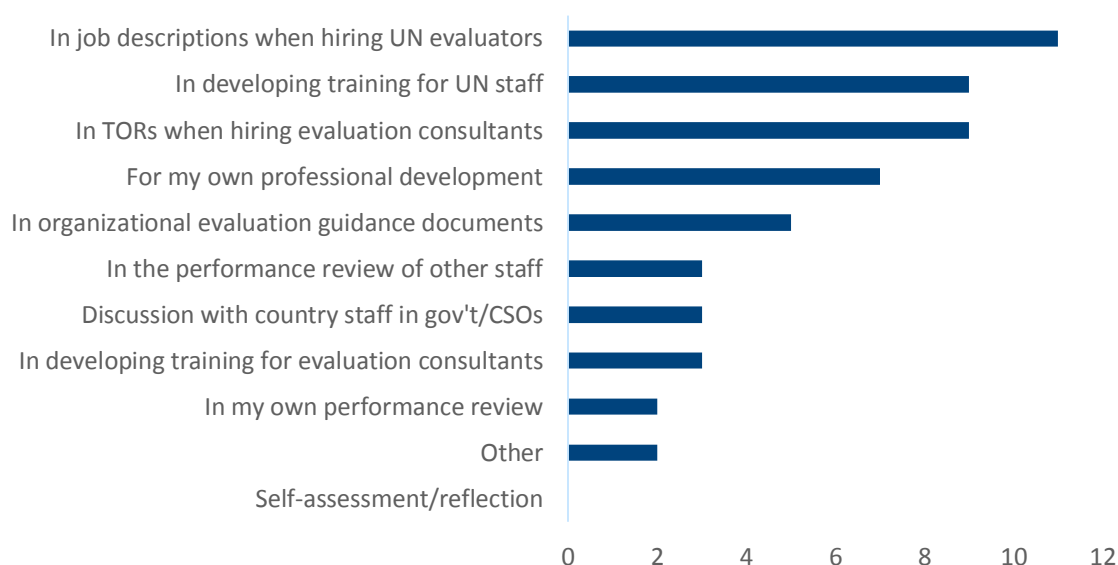 In job descriptions when hiring UN evaluators
In developing training for UN staff
In TORs when hiring evaluation consultants
For my own professional development
In organizational evaluation guidance documents
In the performance review of other staff
Discussion with country staff in gov't/CSOs
In developing training for evaluation consultants
In my own performance review
Other
Self-assessment/reflection
0 2 4 6 8 10 12